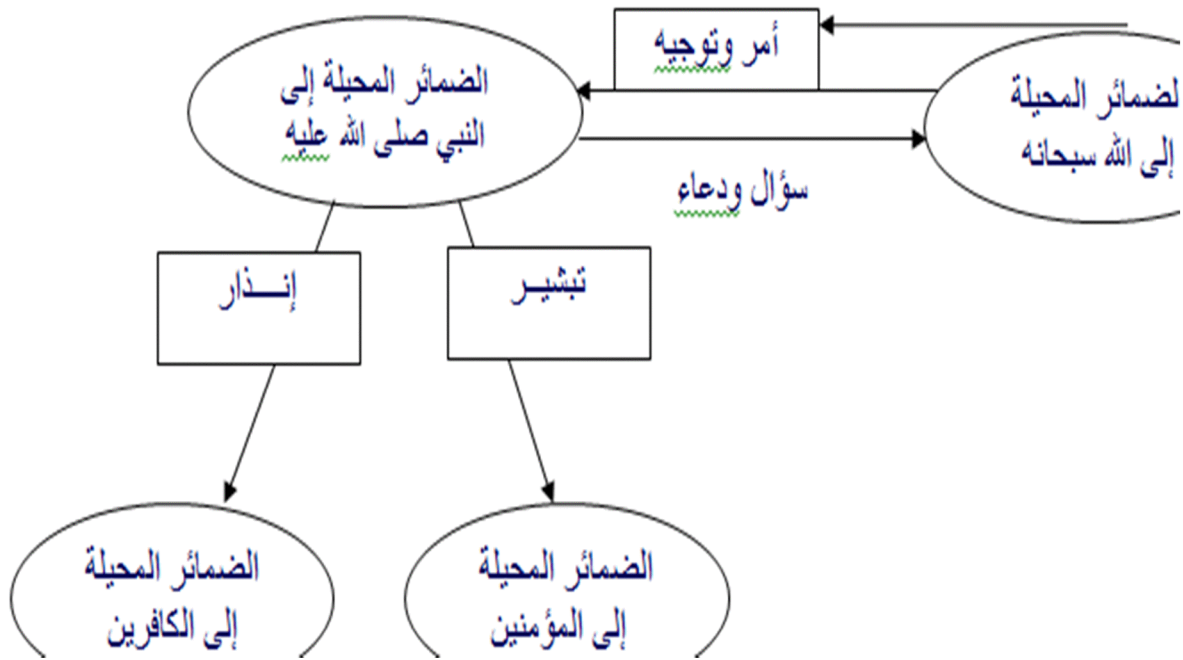 أمر وتوجيه
لضمائر المحيلة
إلى الله سبحانه
الضمائر المحيلة إلى
النبي صلى الله عليه
سؤال ودعاء
تبشيـر
إنـــذار
الضمائر المحيلة
إلى المؤمنين
الضمائر المحيلة
إلى الكافرين